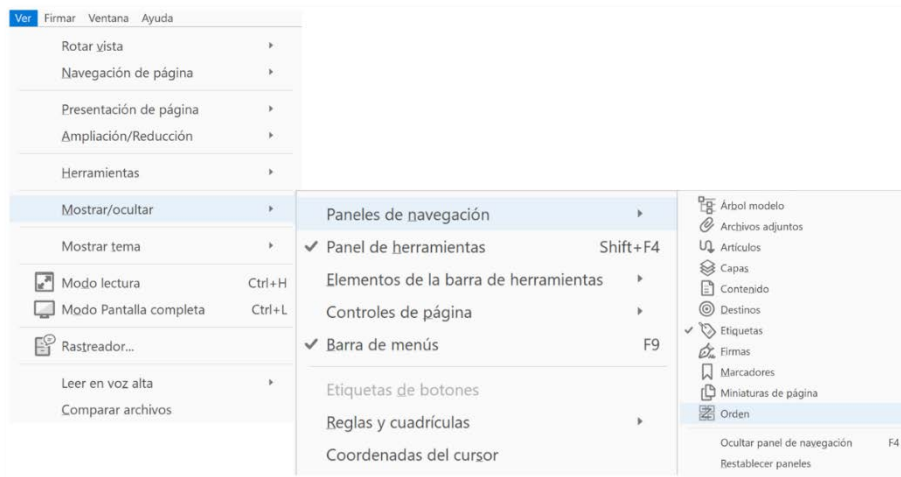 Ver Firmar Ventana Ayuda
Rotar vista
Navegación de página
Presentación de página
Ampliación/Reducción
Herramientas
Mostrar/ocultar
Mostrar tema
Modo lectura Ctrl+H
Modo Pantalla completa Ctrl+L
Rastreador...
Leer en voz alta
Comparar archivos
Paneles de navegación
Panel de herramientas Shift+F4
Elementos de la barra de herramientas
Controles de página
Barra de menús F9
Etiquetas de botones
Reglas y cuadrículas
Coordenadas del cursor
Árbol modelo
Archivos adjuntos
Artículos
Capas
Contenido
Destinos
Etiquetas
Firmas
Marcadores
Miniaturas de página
Orden
Ocultar panel de navegación F4
Restablecer paneles